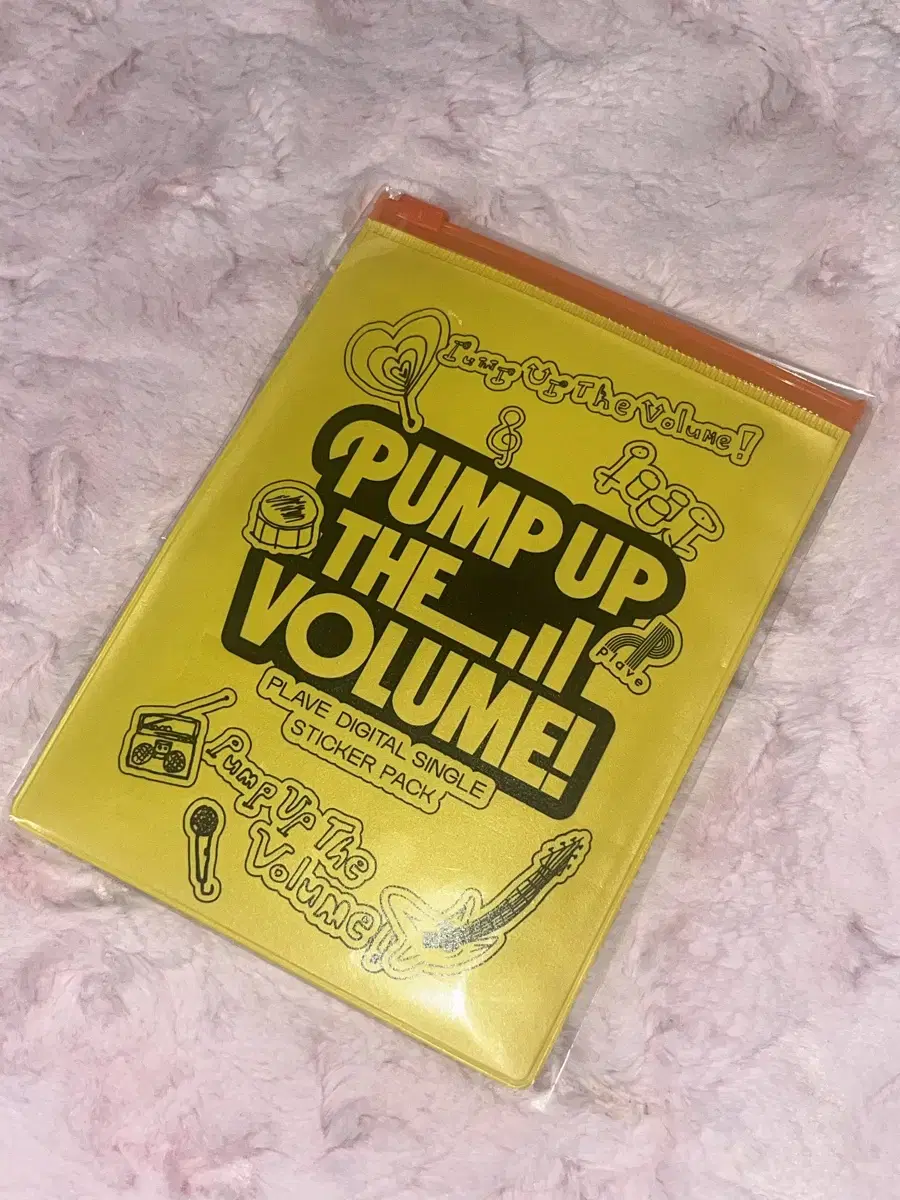 Pump Up The Volume!
PUMP UP
THE
VOLUME!
Plave
PLAVE DIGITAL SINGLE
STICKER PACK
Pump Up The
Volume!!